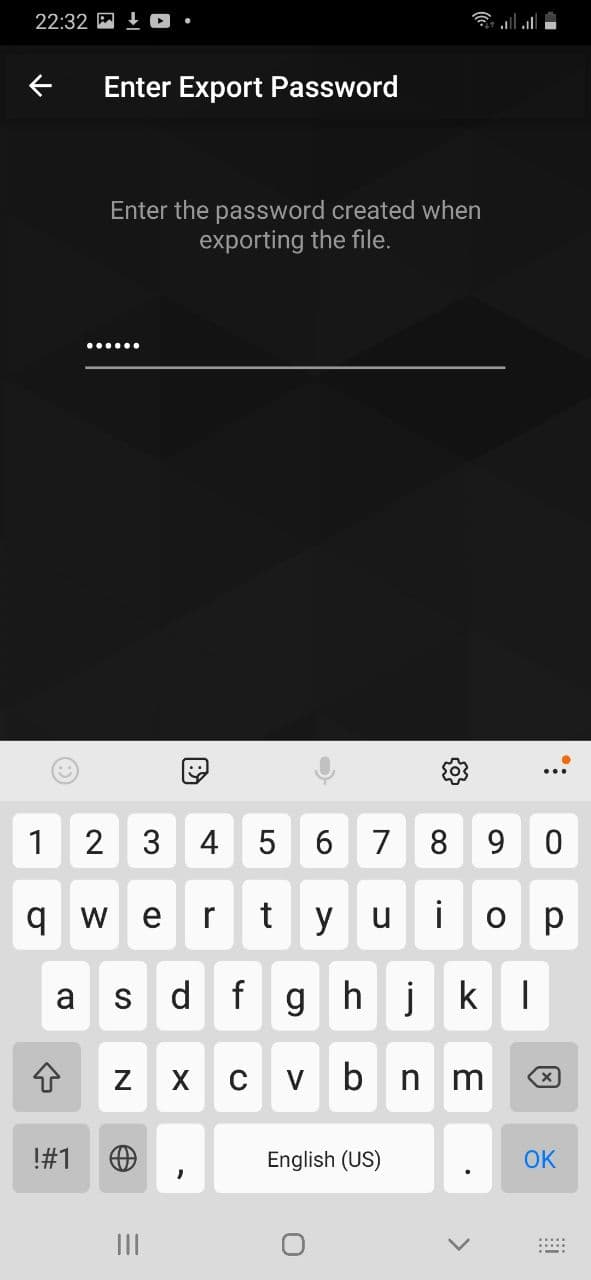 22:32
Enter Export Password
Enter the password created when
exporting the file.
••••••
1 2 3 4 5 6 7 8 9 0
q w e r t y u i o p
a s d f g h j k l
z x c v b n m
!#1 , English (US) . OK